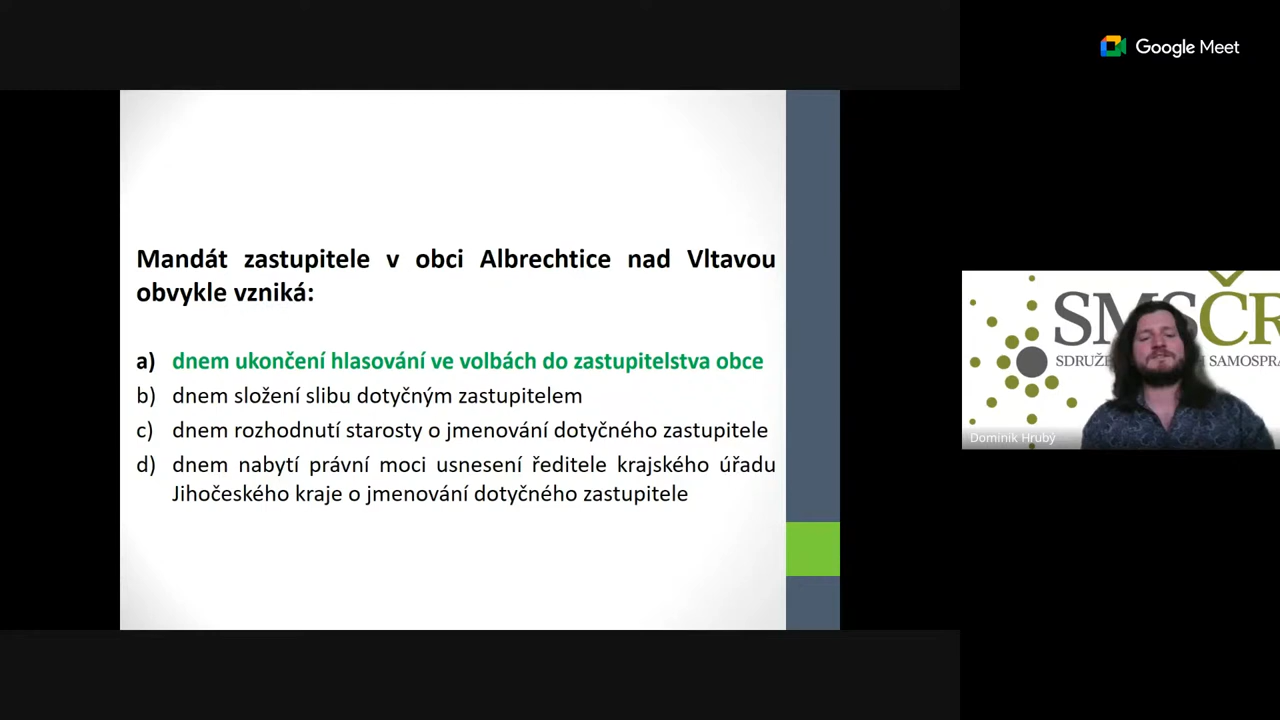 Google Meet
Mandát zastupitele v obci Albrechtice nad Vltavou
obvykle vzniká:
a) dnem ukončení hlasování ve volbách do zastupitelstva obce
b) dnem složení slibu dotyčným zastupitelem
c) dnem rozhodnutí starosty o jmenování dotyčného zastupitele
d) dnem nabytí právní moci usnesení ředitele krajského úřadu
Jihočeského kraje o jmenování dotyčného zastupitele
SMSČR
SAMOSPRÁ
Dominik Hrubý